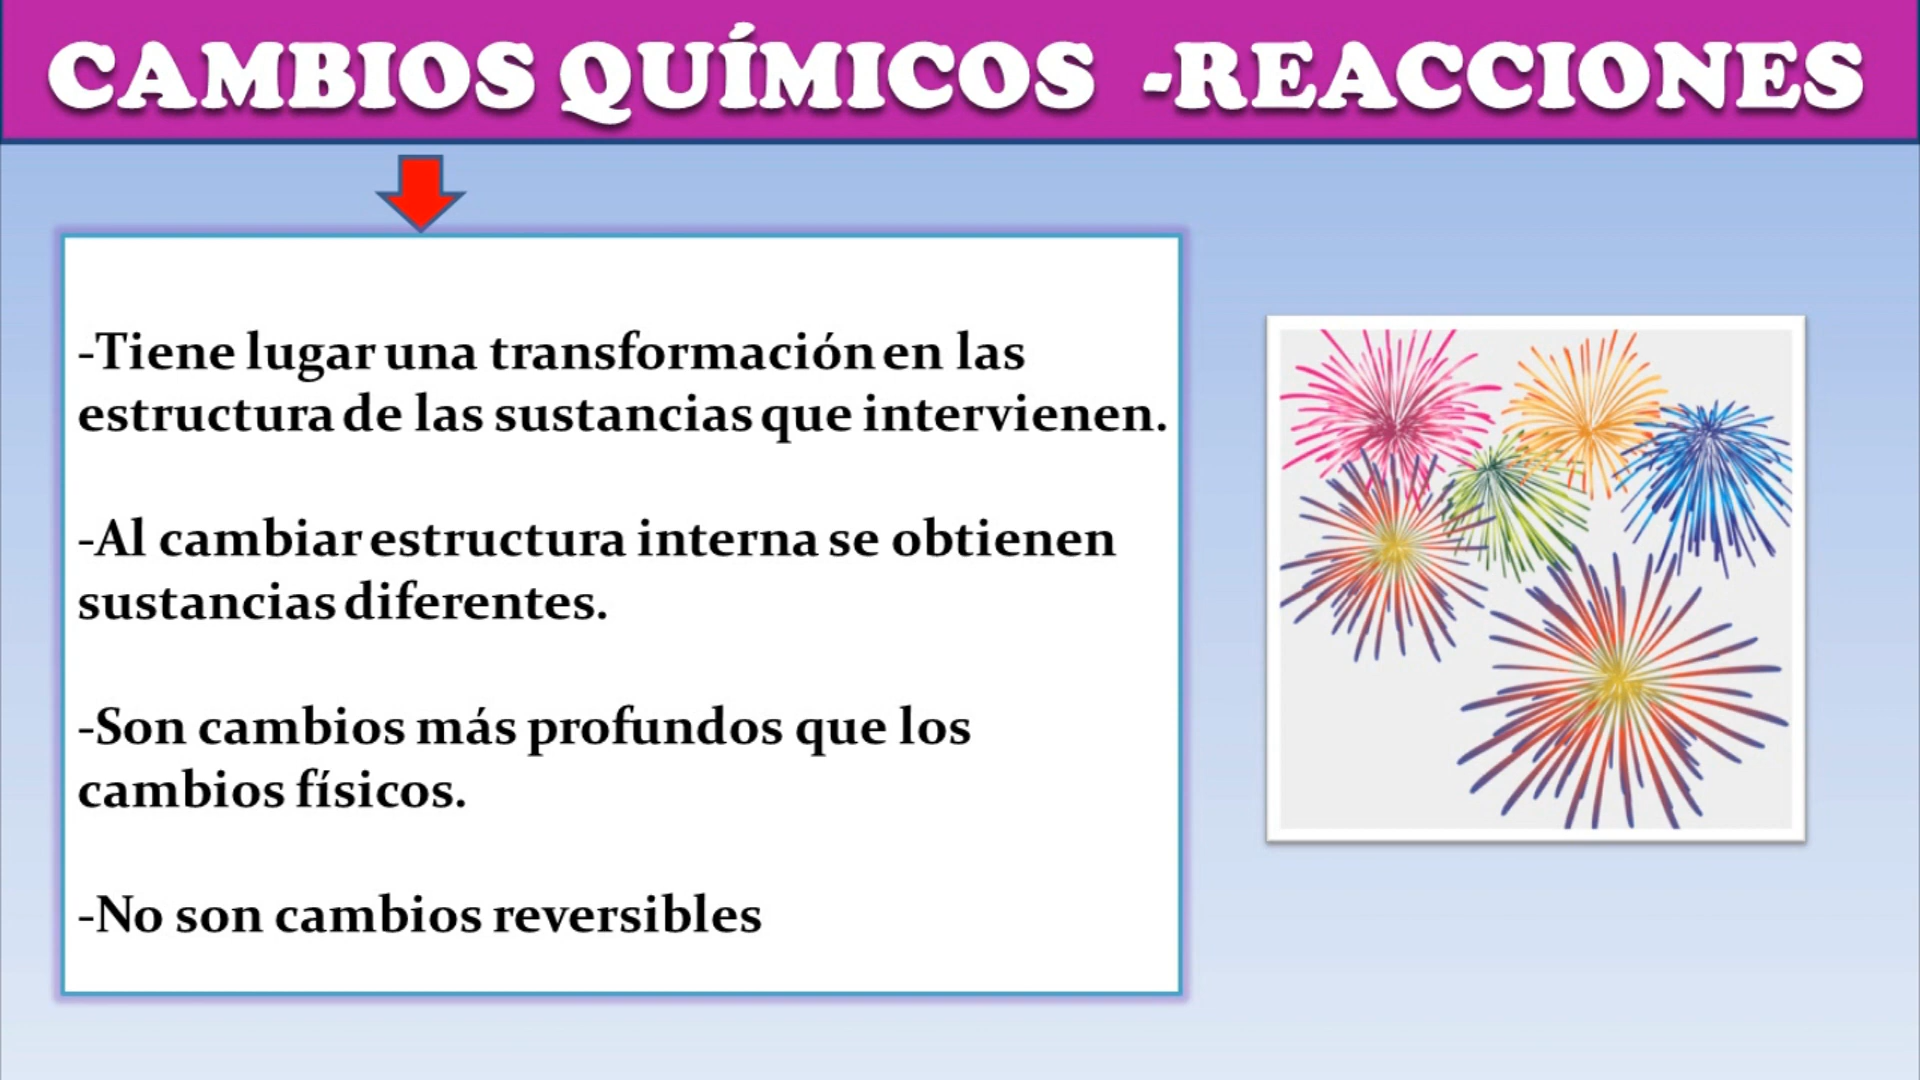 CAMBIOS QUÍMICOS -REACCIONES
-Tiene lugar una transformación en las
estructura de las sustancias que intervienen.
-Al cambiar estructura interna se obtienen
sustancias diferentes.
-Son cambios más profundos que los
cambios físicos.
-No son cambios reversibles